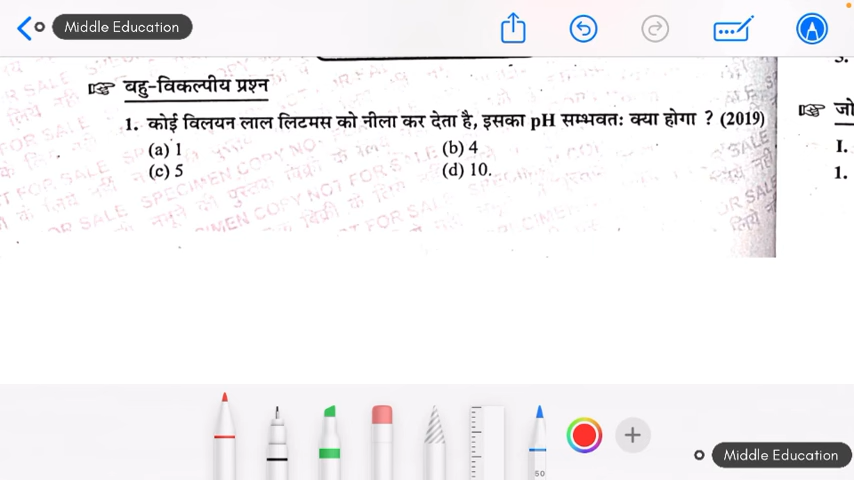 Middle Education
☞ बहु-विकल्पीय प्रश्न
1. कोई विलयन लाल लिटमस को नीला कर देता है, इसका pH सम्भवतः क्या होगा ? (2019)
(a) 1 (b) 4
(c) 5 (d) 10.
☞ जो
I.
1.
50
Middle Education